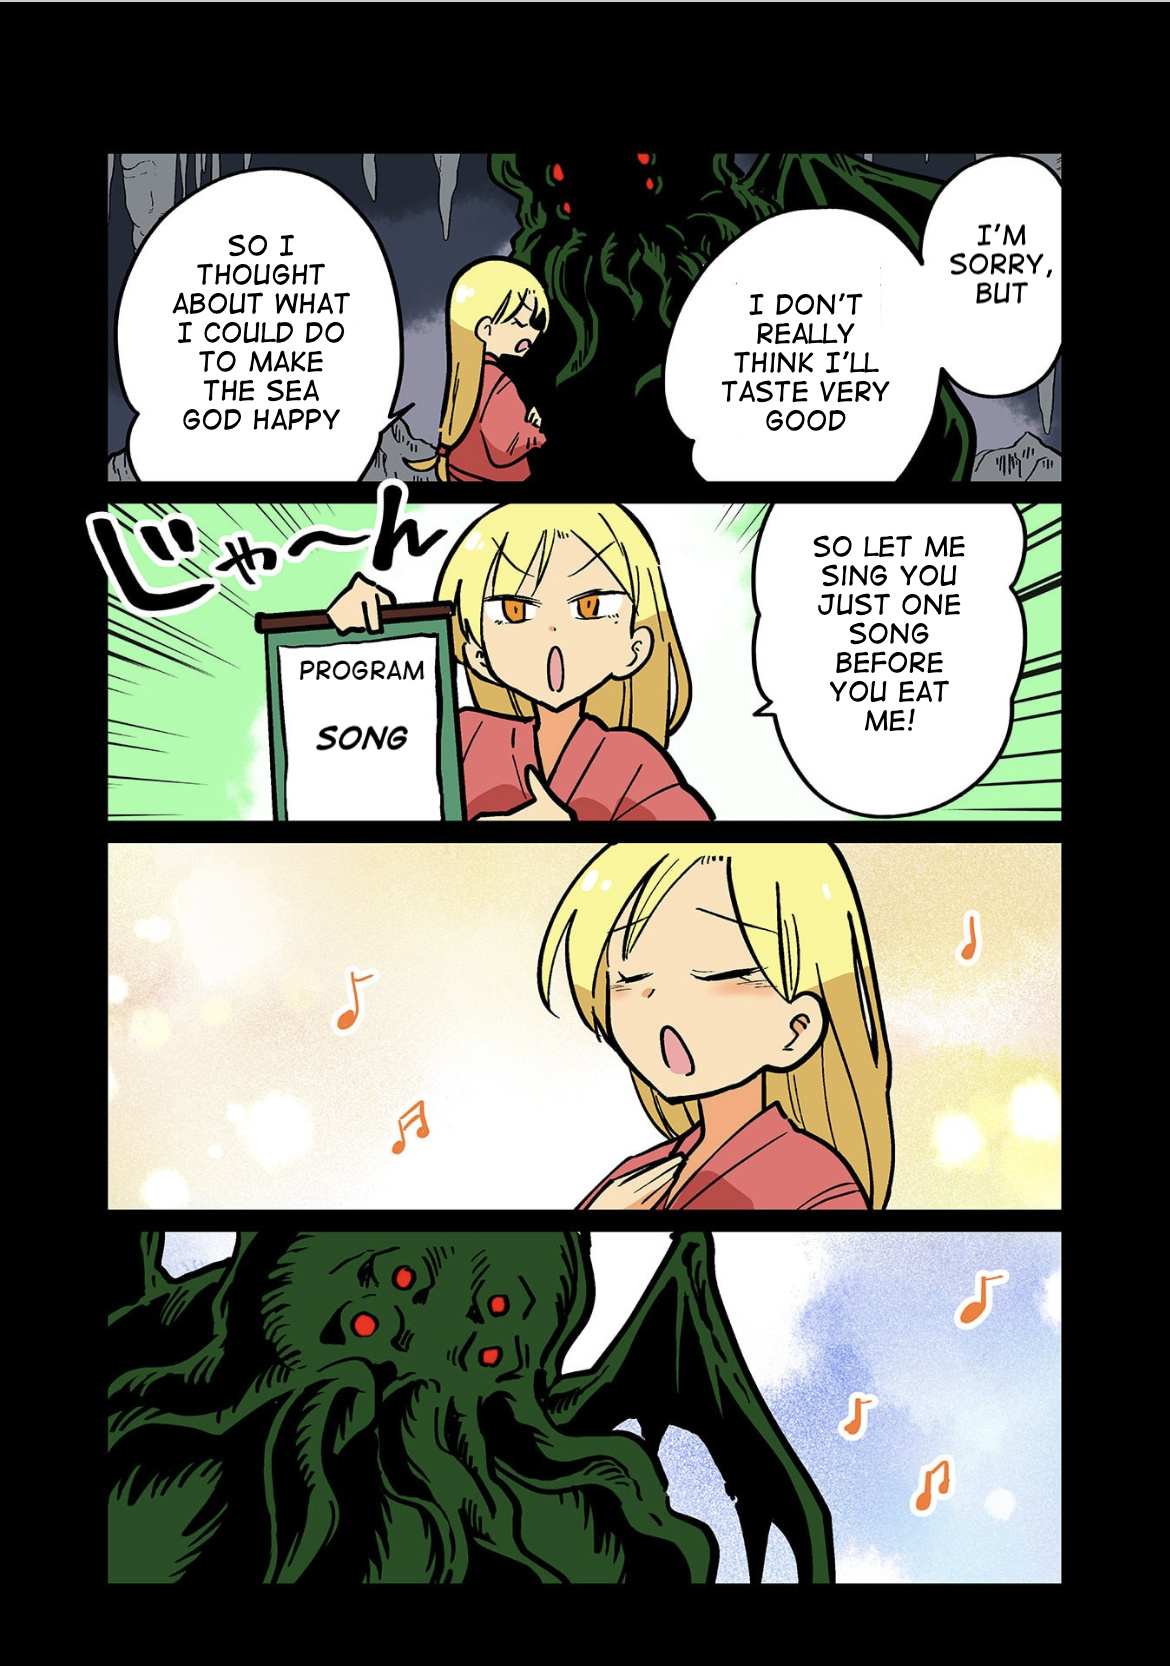 I'M
SORRY,
BUT
I DON'T
REALLY
THINK I'LL
TASTE VERY
GOOD
SO I
THOUGHT
ABOUT WHAT
I COULD DO
TO MAKE
THE SEA
GOD HAPPY
SO LET ME
SING YOU
JUST ONE
SONG
BEFORE
YOU EAT
ME!
じゃ〜ん
PROGRAM
SONG